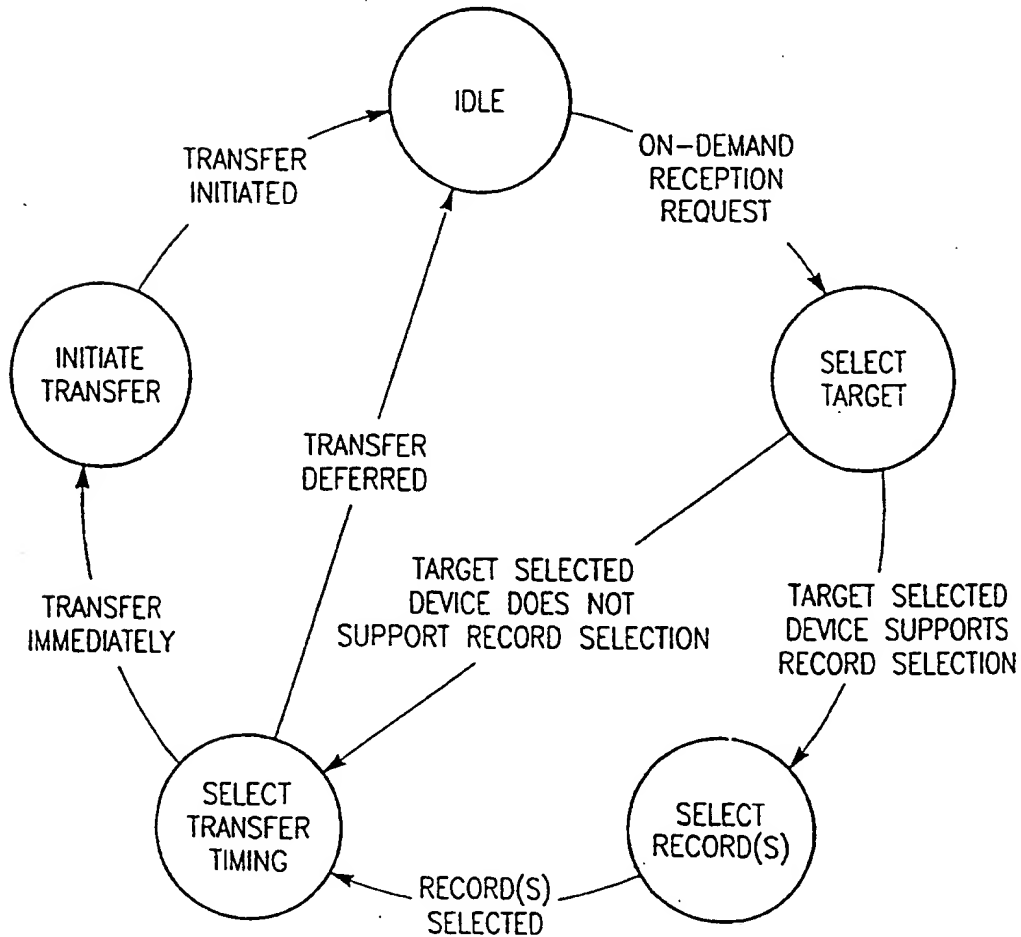 IDLE
TRANSFER
INITIATED
ON-DEMAND
RECEPTION
REQUEST
INITIATE
TRANSFER
SELECT
TARGET
TRANSFER
DEFERRED
TARGET SELECTED
DEVICE DOES NOT
SUPPORT RECORD SELECTION
TARGET SELECTED
DEVICE SUPPORTS
RECORD SELECTION
TRANSFER
IMMEDIATELY
SELECT
TRANSFER
TIMING
SELECT
RECORD(S)
RECORD(S)
SELECTED